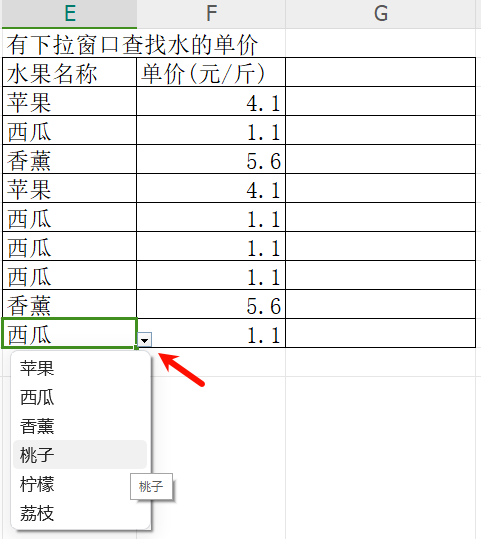 E F G
有下拉窗口查找水的单价
水果名称 单价(元/斤)
苹果 4.1
西瓜 1.1
香薰 5.6
苹果 4.1
西瓜 1.1
西瓜 1.1
西瓜 1.1
香薰 5.6
西瓜 1.1
苹果
西瓜
香薰
桃子
柠檬
桃子
荔枝